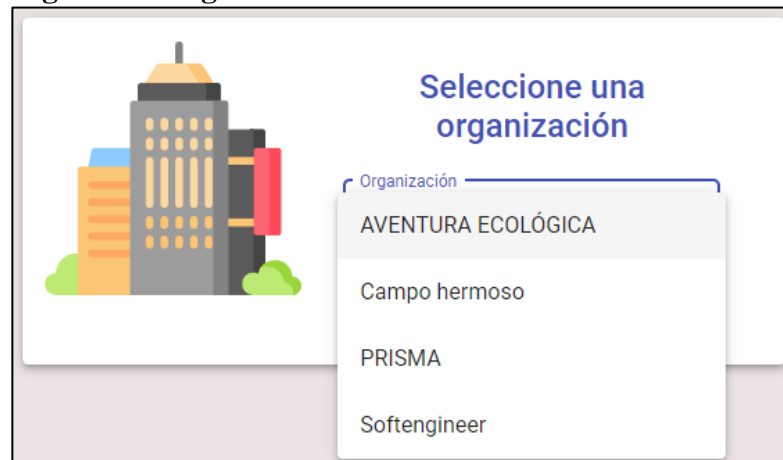 Seleccione una
organización
Organización
AVENTURA ECOLÓGICA
Campo hermoso
PRISMA
Softengineer